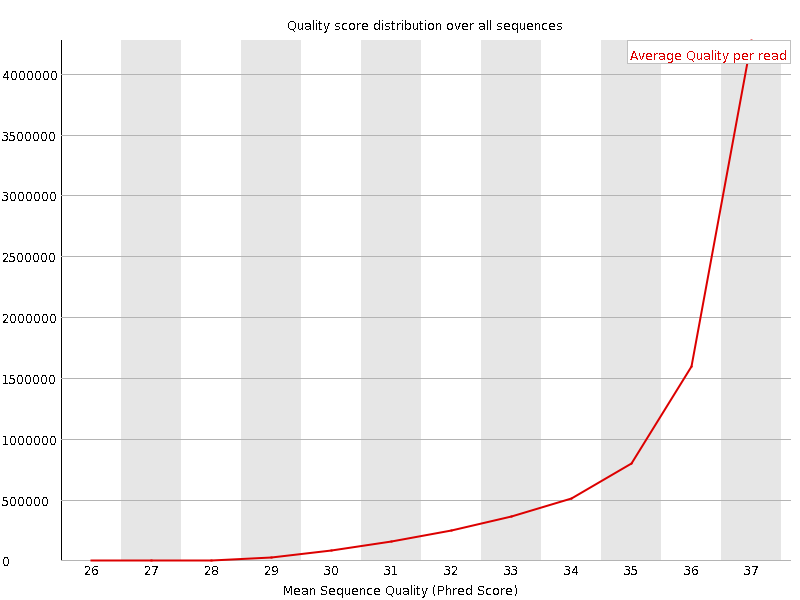 Quality score distribution over all sequences
Average Quality per read
4000000
3500000
3000000
2500000
2000000
1500000
1000000
500000
0
26 27 28 29 30 31 32 33 34 35 36 37
Mean Sequence Quality (Phred Score)